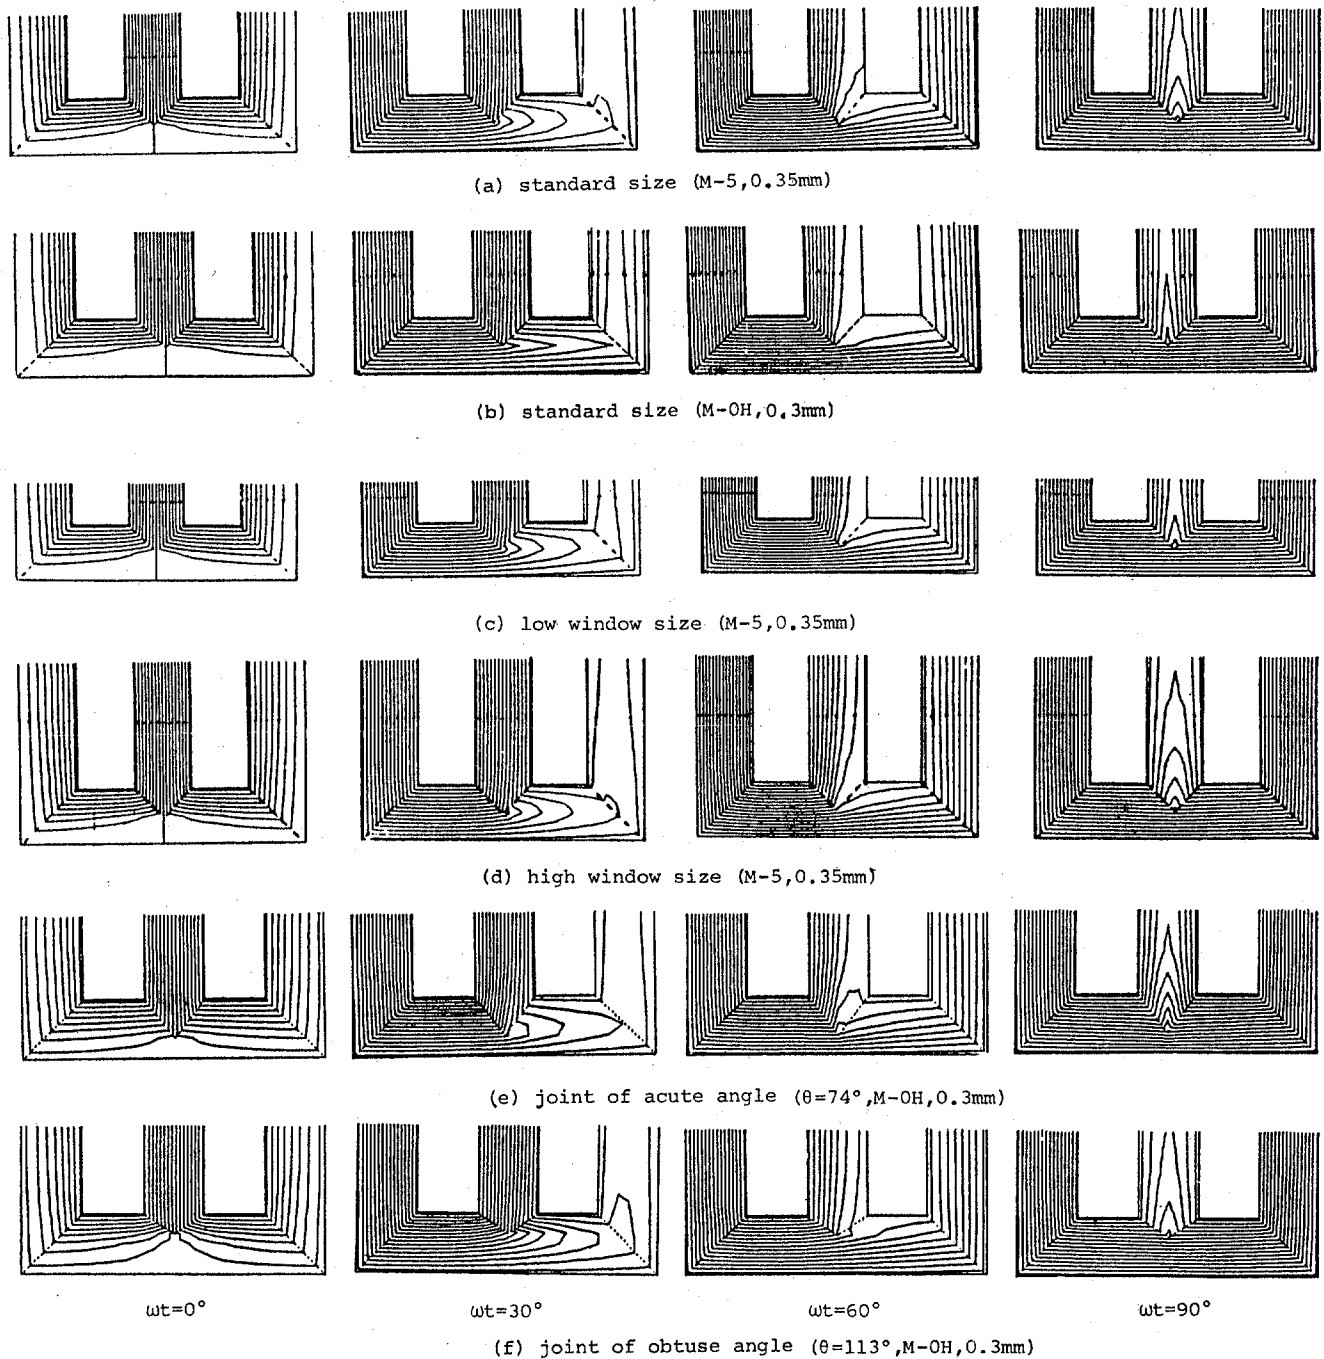 (a) standard size (M-5,0.35mm)
(b) standard size (M-OH,0.3mm)
(c) low window size (M-5,0.35mm)
(d) high window size (M-5,0.35mm)
(e) joint of acute angle (θ=74°,M-OH,0.3mm)
ωt=0° ωt=30° ωt=60° ωt=90°
(f) joint of obtuse angle (θ=113°,M-OH,0.3mm)